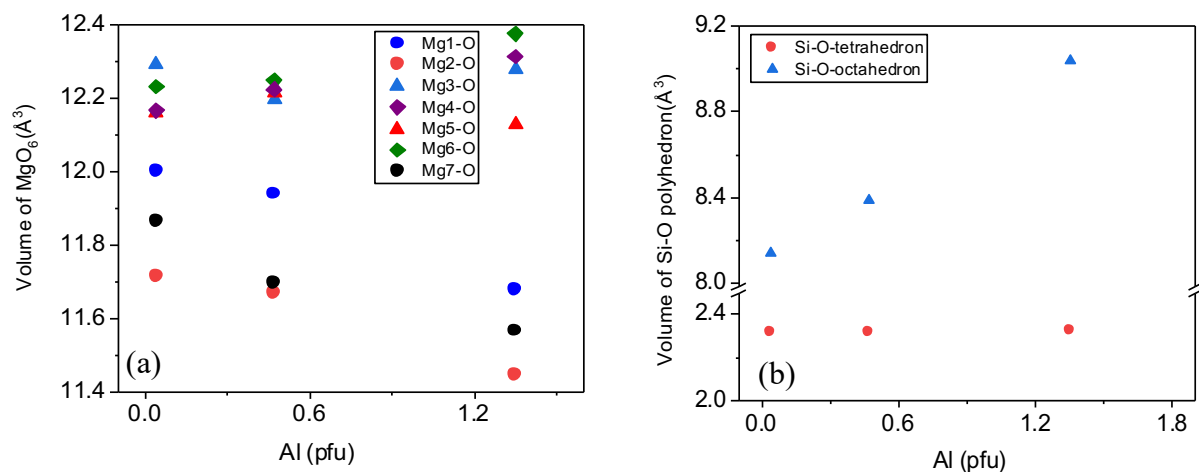 12.4
12.2
12.0
11.8
11.6
11.4
Volume of MgO₆(Å³)
Mg1-O
Mg2-O
Mg3-O
Mg4-O
Mg5-O
Mg6-O
Mg7-O
(a)
0.0 0.6 1.2
Al (pfu)
9.2
8.8
8.4
8.0
2.4
2.0
Volume of Si-O polyhedron(Å³)
Si-O-tetrahedron
Si-O-octahedron
(b)
0.0 0.6 1.2 1.8
Al (pfu)